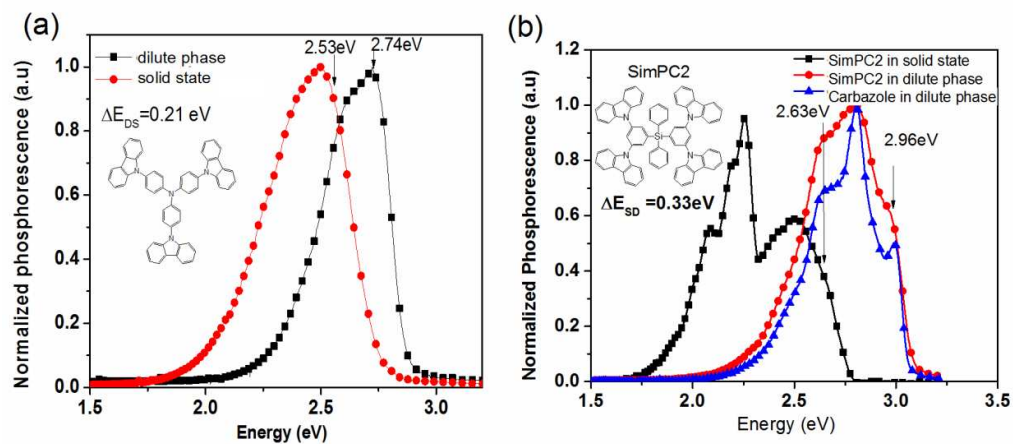 (a)
Normalized phosphorescence (a.u)
1.0
0.8
0.6
0.4
0.2
0.0
1.5
2.0
2.5
3.0
Energy (eV)
dilute phase
solid state
2.53eV
2.74eV
ΔE_DS=0.21 eV
N
N
N
N
(b)
Normalized Phosphorescence (a.u)
1.2
1.0
0.8
0.6
0.4
0.2
0.0
1.5
2.0
2.5
3.0
3.5
Energy (eV)
SimPC2
SimPC2 in solid state
SimPC2 in dilute phase
Carbazole in dilute phase
2.63eV
2.96eV
N
N
Si
N
N
ΔE_SD =0.33eV